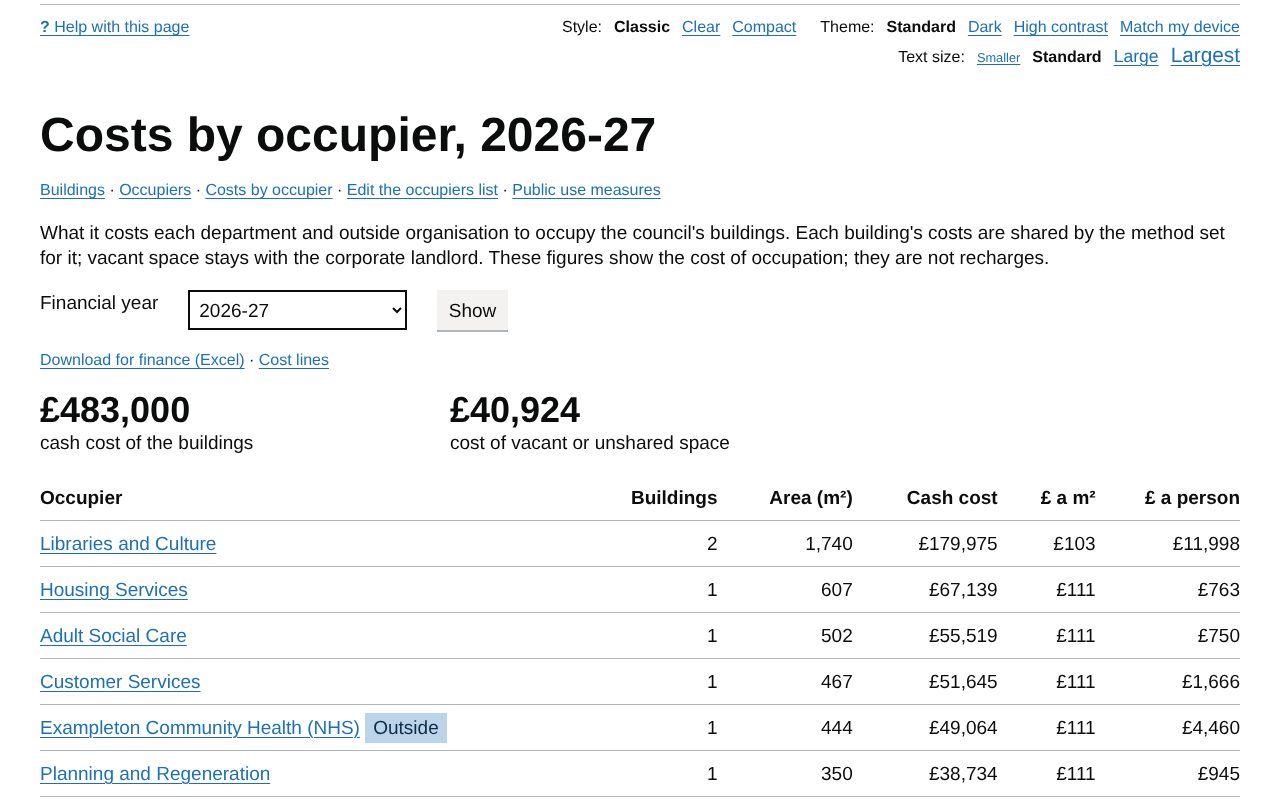 ? Help with this page
Style: Classic Clear Compact Theme: Standard Dark High contrast Match my device
Text size: Smaller Standard Large Largest
Costs by occupier, 2026-27
Buildings · Occupiers · Costs by occupier · Edit the occupiers list · Public use measures
What it costs each department and outside organisation to occupy the council's buildings. Each building's costs are shared by the method set
for it; vacant space stays with the corporate landlord. These figures show the cost of occupation; they are not recharges.
Financial year 2026-27 Show
Download for finance (Excel) · Cost lines
£483,000 £40,924
cash cost of the buildings cost of vacant or unshared space
Occupier Buildings Area (m²) Cash cost £ a m² £ a person
Libraries and Culture 2 1,740 £179,975 £103 £11,998
Housing Services 1 607 £67,139 £111 £763
Adult Social Care 1 502 £55,519 £111 £750
Customer Services 1 467 £51,645 £111 £1,666
Exampleton Community Health (NHS) Outside 1 444 £49,064 £111 £4,460
Planning and Regeneration 1 350 £38,734 £111 £945